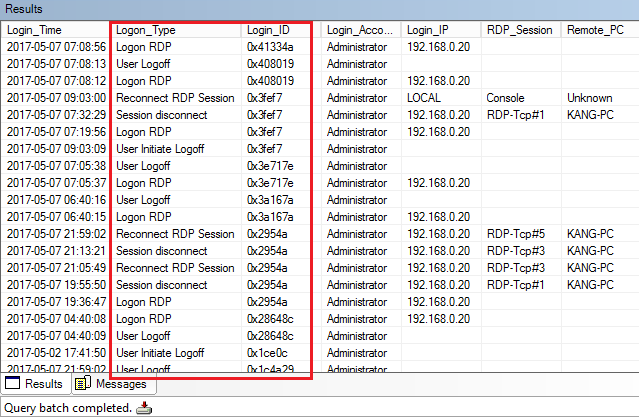 Results
Login_Time Logon_Type Login_ID Login_Acco... Login_IP RDP_Session Remote_PC
2017-05-07 07:08:56 Logon RDP 0x41334a Administrator 192.168.0.20
2017-05-07 07:08:13 User Logoff 0x408019 Administrator
2017-05-07 07:08:12 Logon RDP 0x408019 Administrator 192.168.0.20
2017-05-07 09:03:00 Reconnect RDP Session 0x3fef7 Administrator LOCAL Console Unknown
2017-05-07 07:32:29 Session disconnect 0x3fef7 Administrator 192.168.0.20 RDP-Tcp#1 KANG-PC
2017-05-07 07:19:56 Logon RDP 0x3fef7 Administrator 192.168.0.20
2017-05-07 09:03:09 User Initiate Logoff 0x3fef7 Administrator
2017-05-07 07:05:38 User Logoff 0x3e717e Administrator
2017-05-07 07:05:37 Logon RDP 0x3e717e Administrator 192.168.0.20
2017-05-07 06:40:16 User Logoff 0x3a167a Administrator
2017-05-07 06:40:15 Logon RDP 0x3a167a Administrator 192.168.0.20
2017-05-07 21:59:02 Reconnect RDP Session 0x2954a Administrator 192.168.0.20 RDP-Tcp#5 KANG-PC
2017-05-07 21:13:21 Session disconnect 0x2954a Administrator 192.168.0.20 RDP-Tcp#3 KANG-PC
2017-05-07 21:05:49 Reconnect RDP Session 0x2954a Administrator 192.168.0.20 RDP-Tcp#3 KANG-PC
2017-05-07 19:55:50 Session disconnect 0x2954a Administrator 192.168.0.20 RDP-Tcp#1 KANG-PC
2017-05-07 19:36:47 Logon RDP 0x2954a Administrator 192.168.0.20
2017-05-07 04:40:08 Logon RDP 0x28648c Administrator 192.168.0.20
2017-05-07 04:40:09 User Logoff 0x28648c Administrator
2017-05-02 17:41:50 User Initiate Logoff 0x1ce0c Administrator
2017-05-07 21:59:02 User Logoff 0x1c4a29 Administrator
Results Messages
Query batch completed.